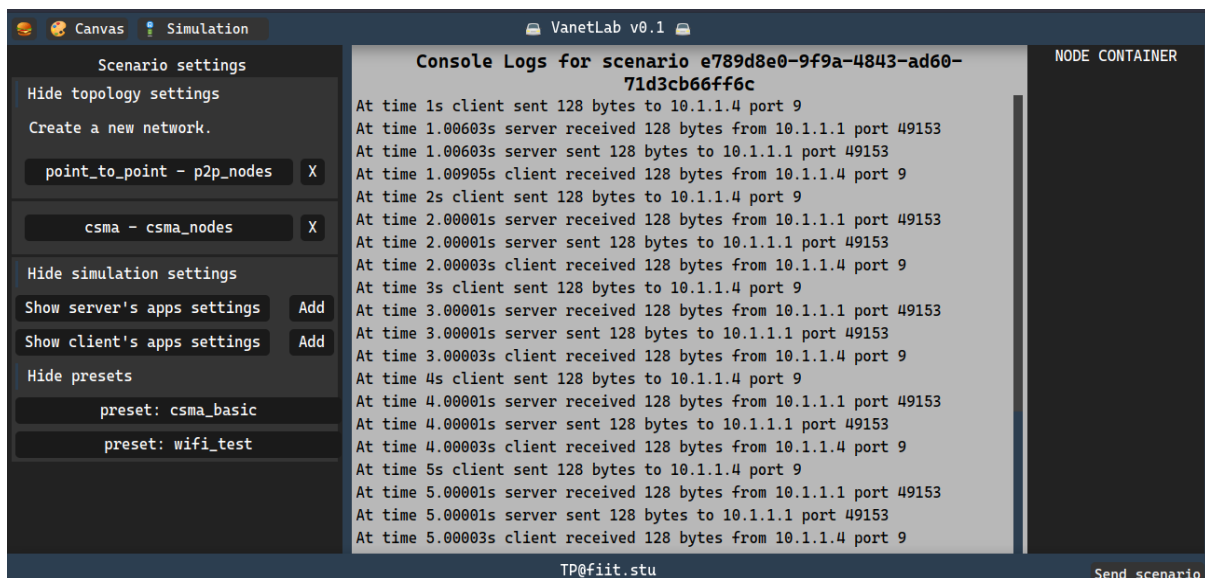 Canvas Simulation VanetLab v0.1
Scenario settings
Hide topology settings
Create a new network.
point_to_point - p2p_nodes X
csma - csma_nodes X
Hide simulation settings
Show server's apps settings Add
Show client's apps settings Add
Hide presets
preset: csma_basic
preset: wifi_test
Console Logs for scenario e789d8e0-9f9a-4843-ad60-
71d3cb66ff6c
At time 1s client sent 128 bytes to 10.1.1.4 port 9
At time 1.00603s server received 128 bytes from 10.1.1.1 port 49153
At time 1.00603s server sent 128 bytes to 10.1.1.1 port 49153
At time 1.00905s client received 128 bytes from 10.1.1.4 port 9
At time 2s client sent 128 bytes to 10.1.1.4 port 9
At time 2.00001s server received 128 bytes from 10.1.1.1 port 49153
At time 2.00001s server sent 128 bytes to 10.1.1.1 port 49153
At time 2.00003s client received 128 bytes from 10.1.1.4 port 9
At time 3s client sent 128 bytes to 10.1.1.4 port 9
At time 3.00001s server received 128 bytes from 10.1.1.1 port 49153
At time 3.00001s server sent 128 bytes to 10.1.1.1 port 49153
At time 3.00003s client received 128 bytes from 10.1.1.4 port 9
At time 4s client sent 128 bytes to 10.1.1.4 port 9
At time 4.00001s server received 128 bytes from 10.1.1.1 port 49153
At time 4.00001s server sent 128 bytes to 10.1.1.1 port 49153
At time 4.00003s client received 128 bytes from 10.1.1.4 port 9
At time 5s client sent 128 bytes to 10.1.1.4 port 9
At time 5.00001s server received 128 bytes from 10.1.1.1 port 49153
At time 5.00001s server sent 128 bytes to 10.1.1.1 port 49153
At time 5.00003s client received 128 bytes from 10.1.1.4 port 9
NODE CONTAINER
TP@fiit.stu
Send scenario